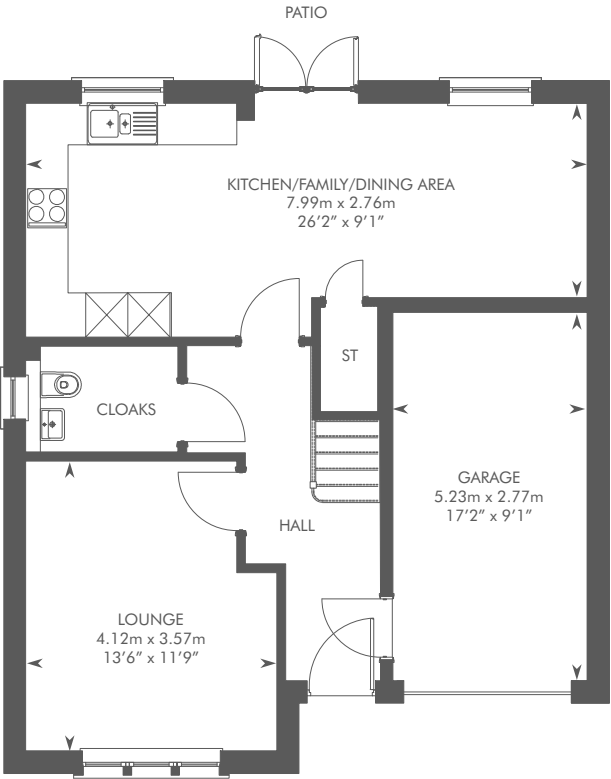 PATIO
KITCHEN/FAMILY/DINING AREA
7.99m x 2.76m
26’2” x 9’1”
ST
CLOAKS
GARAGE
5.23m x 2.77m
17’2” x 9’1”
HALL
LOUNGE
4.12m x 3.57m
13’6” x 11’9”